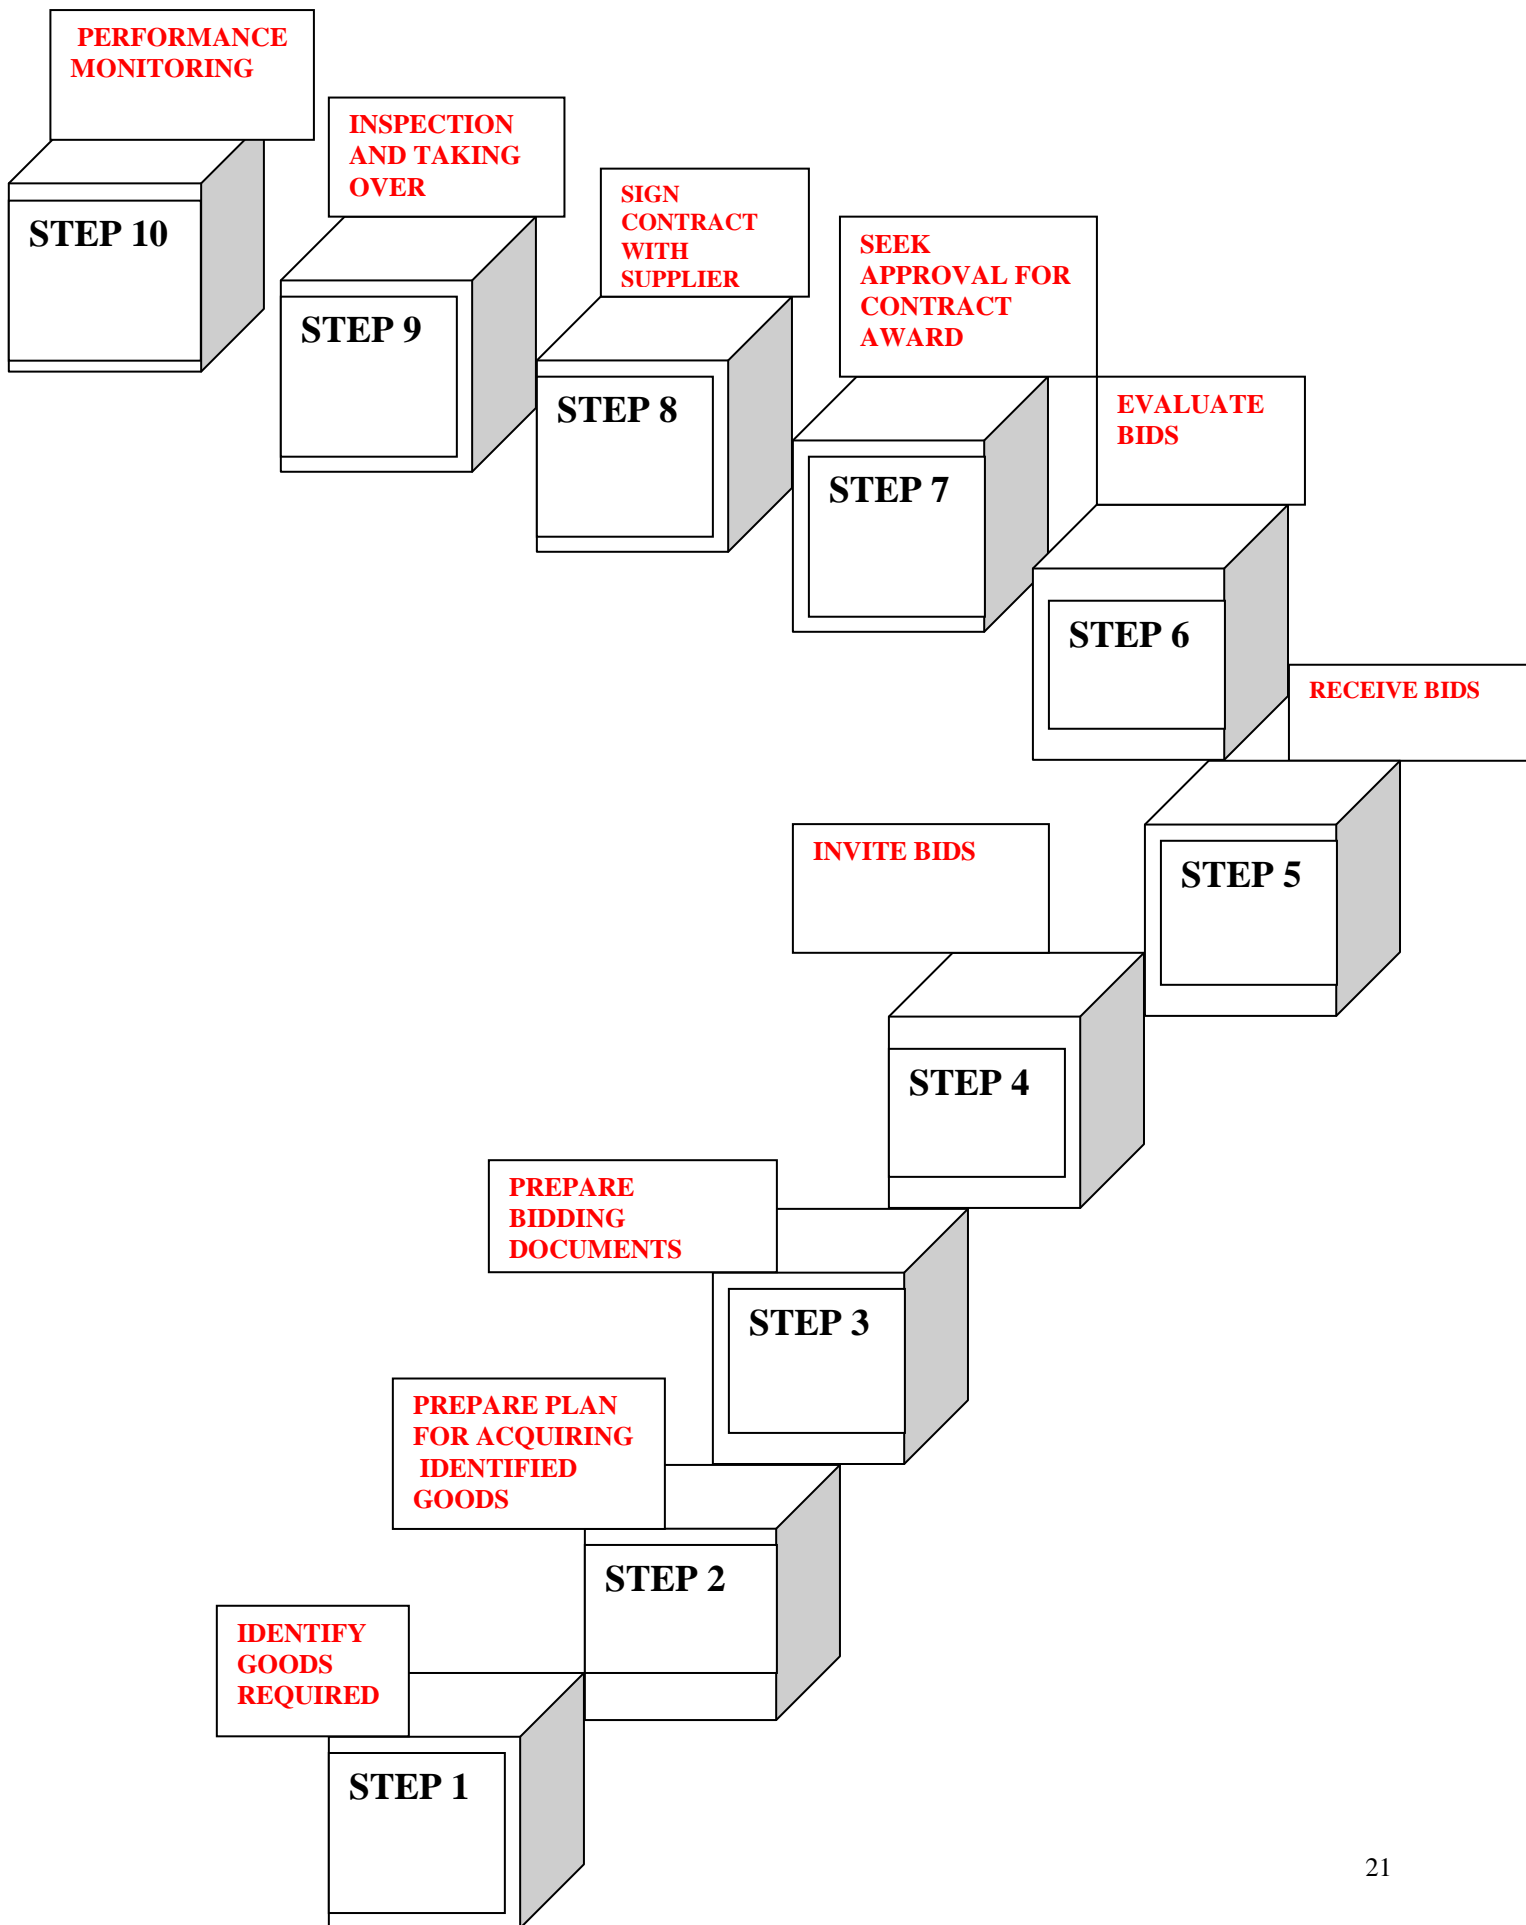 PERFORMANCE
MONITORING
STEP 10
INSPECTION
AND TAKING
OVER
STEP 9
SIGN
CONTRACT
WITH
SUPPLIER
STEP 8
SEEK
APPROVAL FOR
CONTRACT
AWARD
STEP 7
EVALUATE
BIDS
STEP 6
RECEIVE BIDS
STEP 5
INVITE BIDS
STEP 4
PREPARE
BIDDING
DOCUMENTS
STEP 3
PREPARE PLAN
FOR ACQUIRING
IDENTIFIED
GOODS
STEP 2
IDENTIFY
GOODS
REQUIRED
STEP 1
21